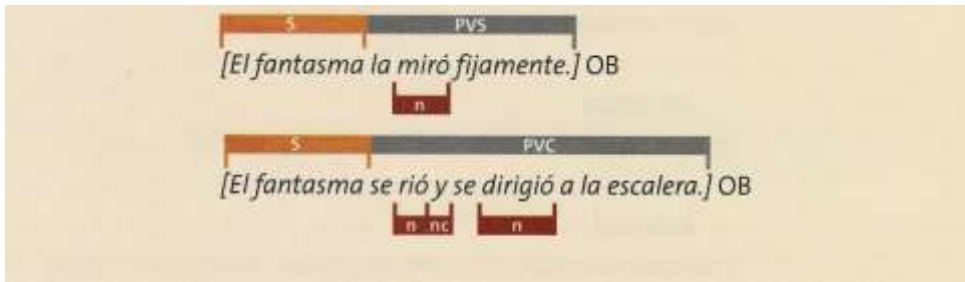 S PVS
[El fantasma la miró fijamente.] OB
n
S PVC
[El fantasma se rió y se dirigió a la escalera.] OB
n nc n